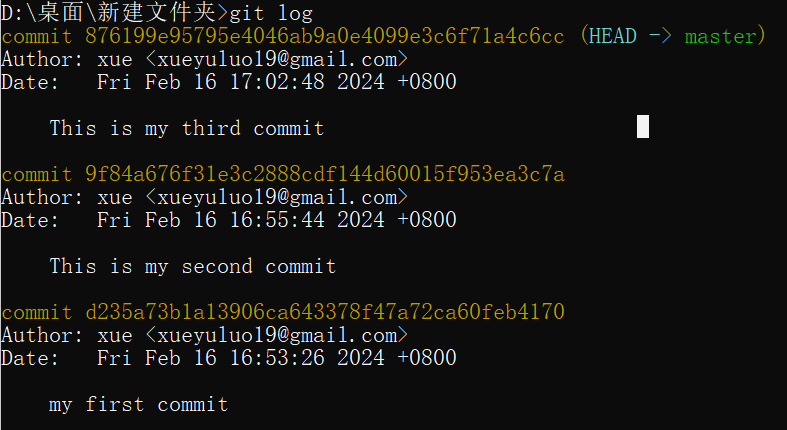 D:\桌面\新建文件夹>git log
commit 876199e95795e4046ab9a0e4099e3c6f71a4c6cc (HEAD -> master)
Author: xue <xueyuluo19@gmail.com>
Date:   Fri Feb 16 17:02:48 2024 +0800
    This is my third commit
commit 9f84a676f31e3c2888cdf144d60015f953ea3c7a
Author: xue <xueyuluo19@gmail.com>
Date:   Fri Feb 16 16:55:44 2024 +0800
    This is my second commit
commit d235a73b1a13906ca643378f47a72ca60feb4170
Author: xue <xueyuluo19@gmail.com>
Date:   Fri Feb 16 16:53:26 2024 +0800
    my first commit